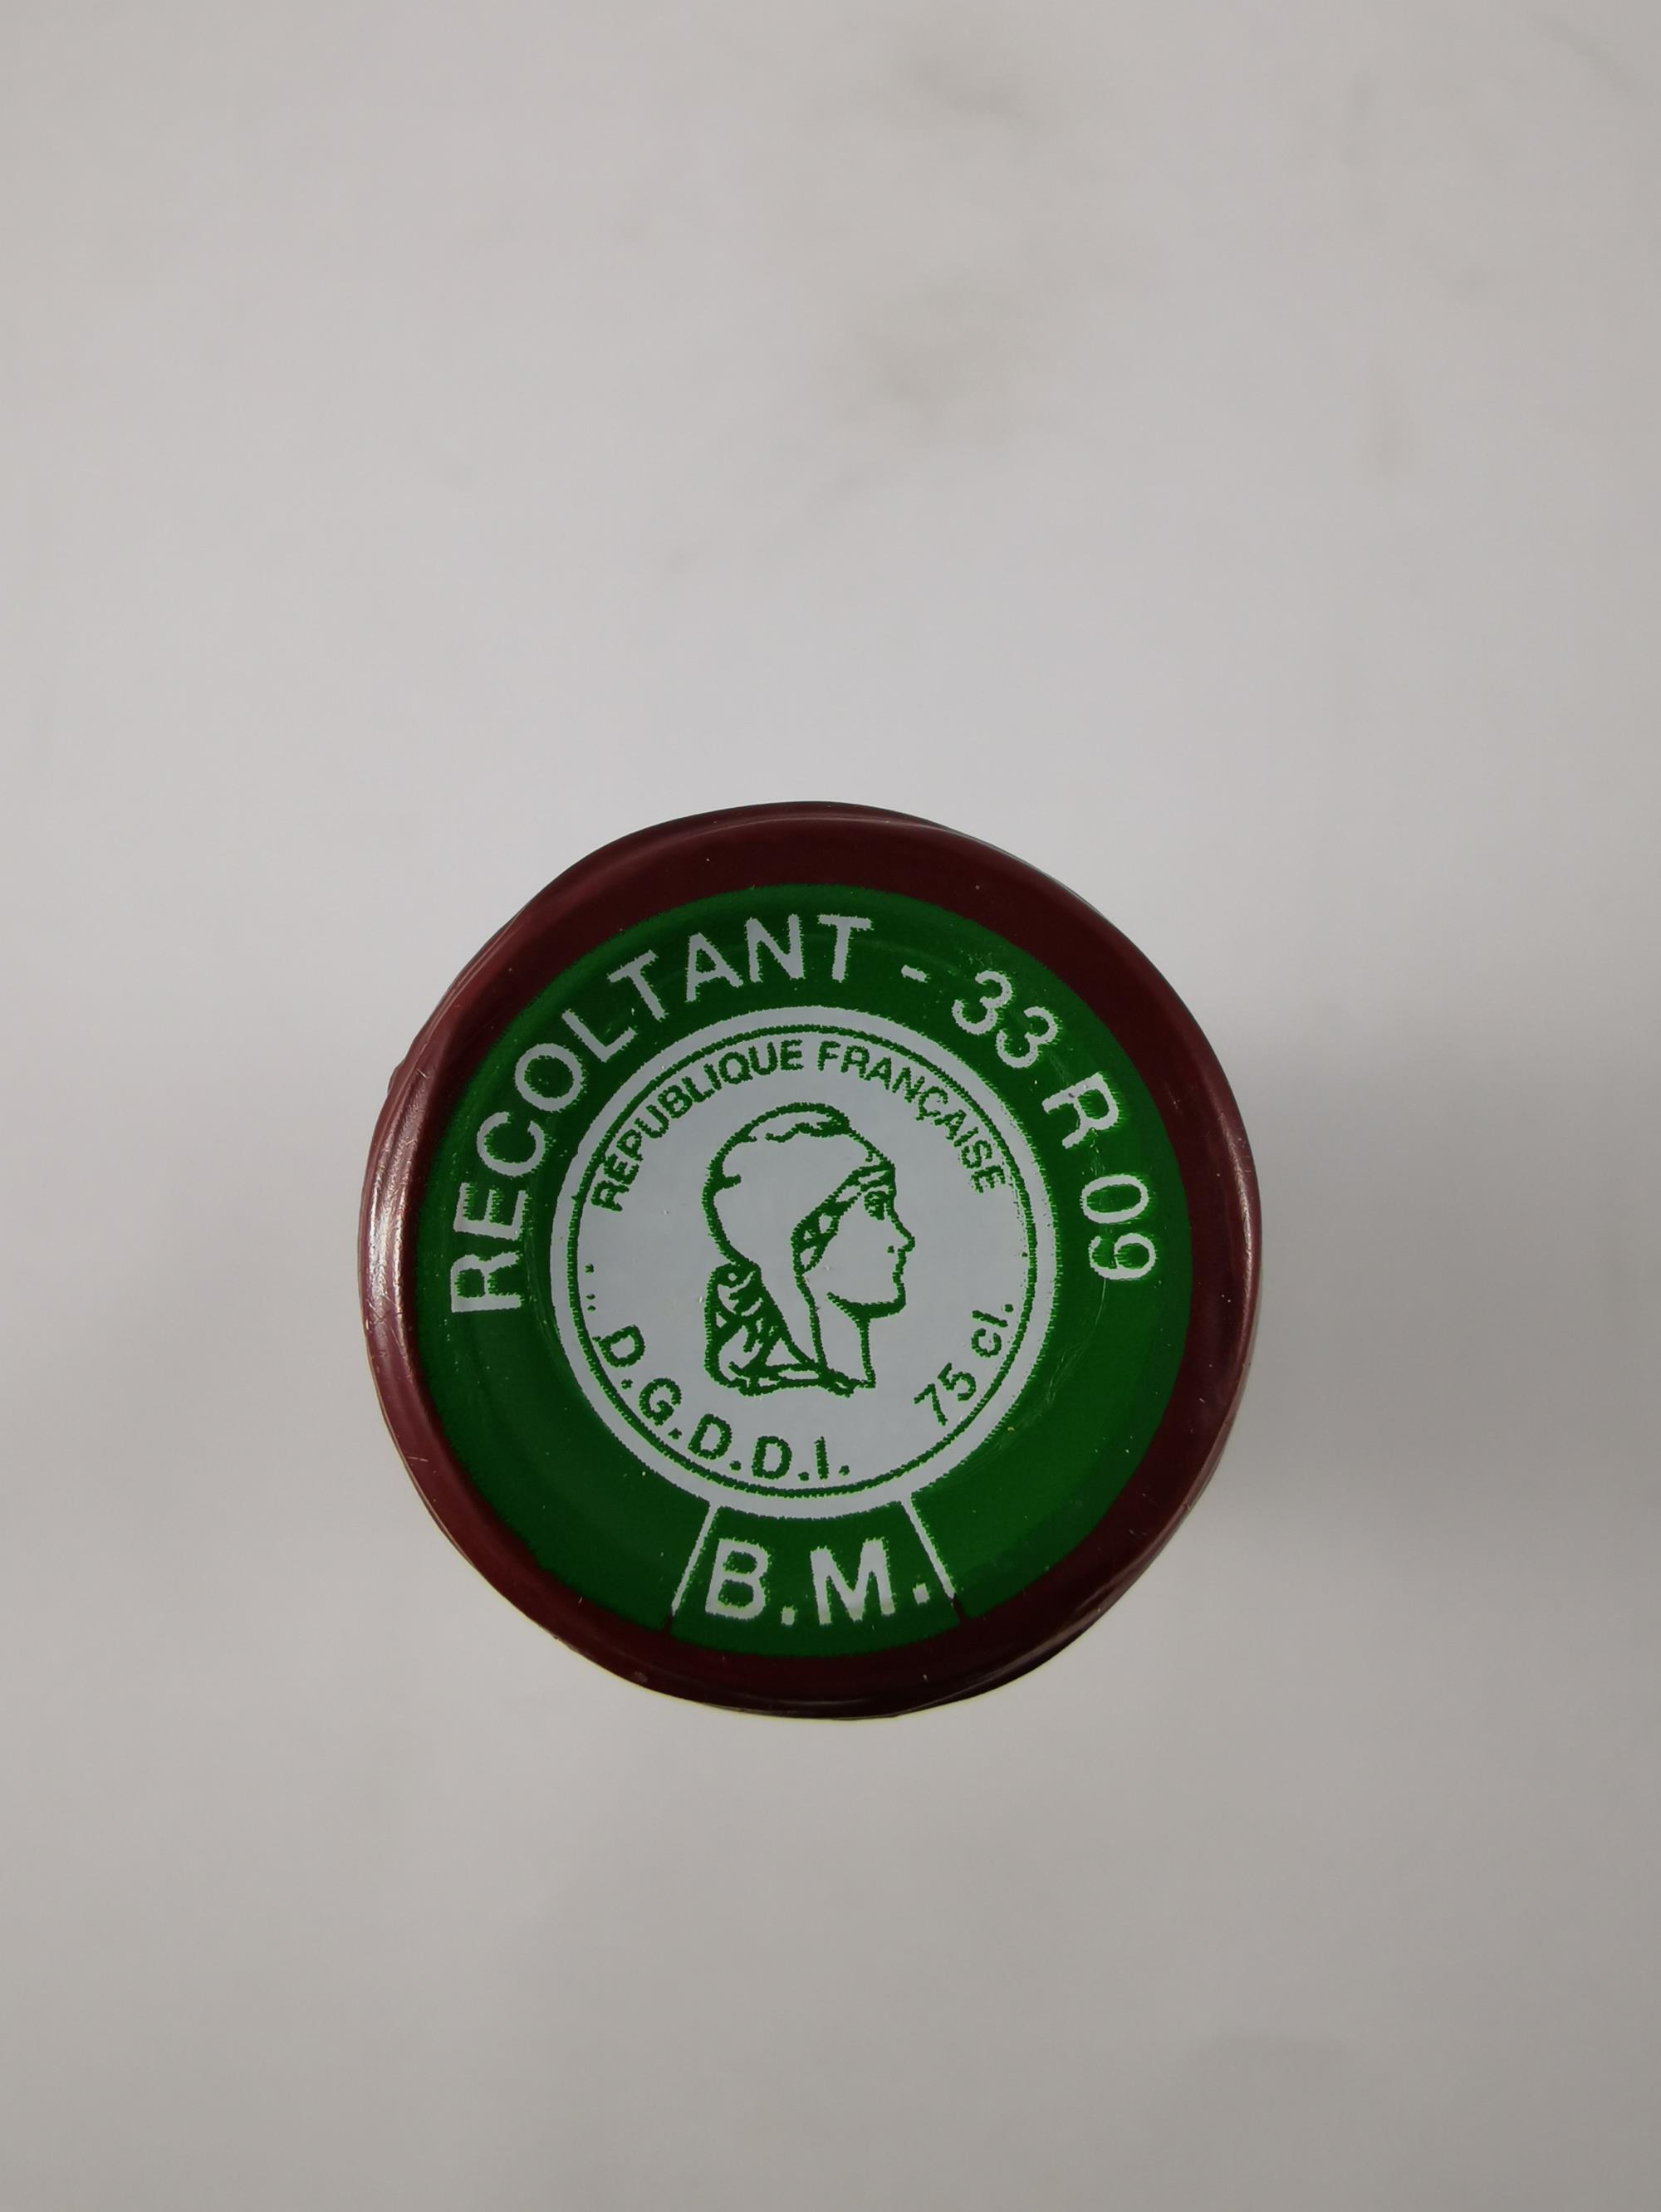 RECOLTANT - 33 R 09
RÉPUBLIQUE FRANÇAISE
D.G.D.D.I.
75 cl.
B.M.